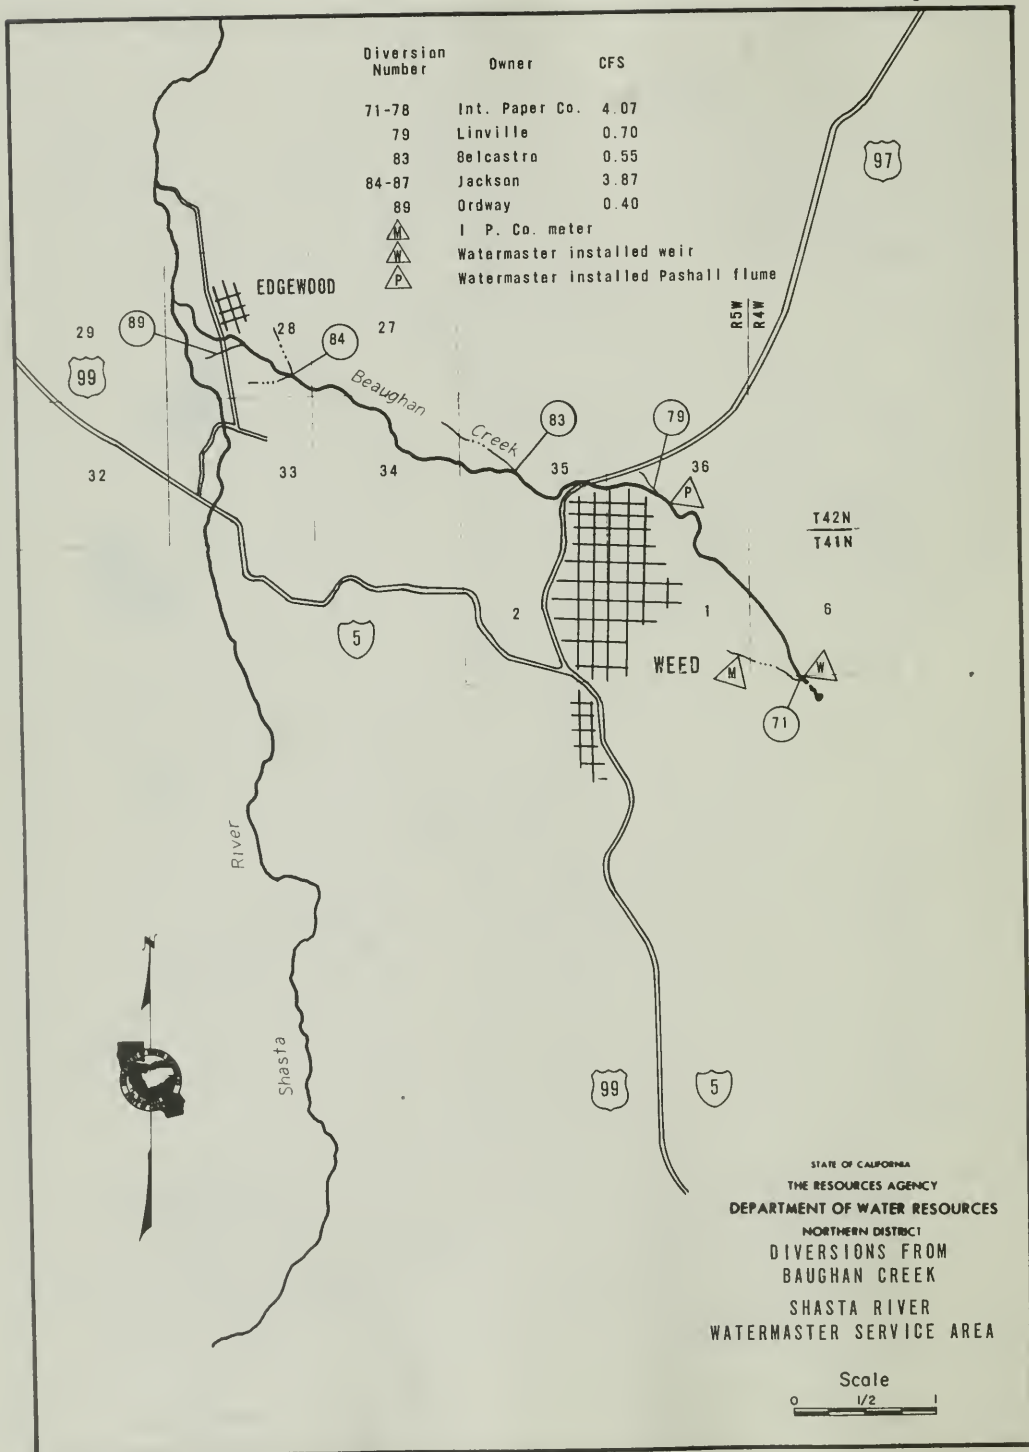 Diversion Number Owner CFS
71-78 Int. Paper Co. 4.07
79 Linville 0.70
83 Belcastro 0.55
84-87 Jackson 3.87
89 Ordway 0.40
M I P. Co. meter
W Watermaster installed weir
P Watermaster installed Pashall flume
97
EDGEWOOD
R5W R4W
29 89 28 84 27
99
Beaughan Creek
83
79
32 33 34 35 36
P
T42N
T41N
5
2 1 6
WEED
M W
71
River
Shasta
N
99 5
STATE OF CALIFORNIA
THE RESOURCES AGENCY
DEPARTMENT OF WATER RESOURCES
NORTHERN DISTRICT
DIVERSIONS FROM
BAUGHAN CREEK
SHASTA RIVER
WATERMASTER SERVICE AREA
Scale
0 1/2 1